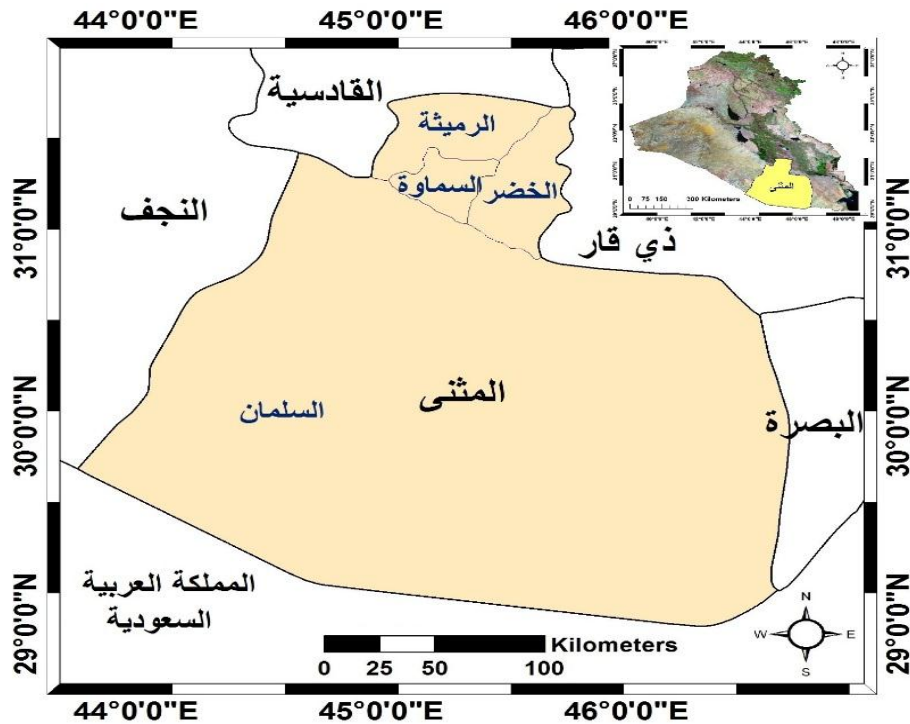 44°0'0"E 45°0'0"E 46°0'0"E
القادسية
الرميثة
السماوة
الخضر
النجف
ذي قار
المثنى
السلمان
البصرة
المملكة العربية
السعودية
المثنى
0 75 150 300 Kilometers
31°0'0"N
30°0'0"N
29°0'0"N
31°0'0"N
30°0'0"N
29°0'0"N
N
W E
S
Kilometers
0 25 50 100
44°0'0"E 45°0'0"E 46°0'0"E